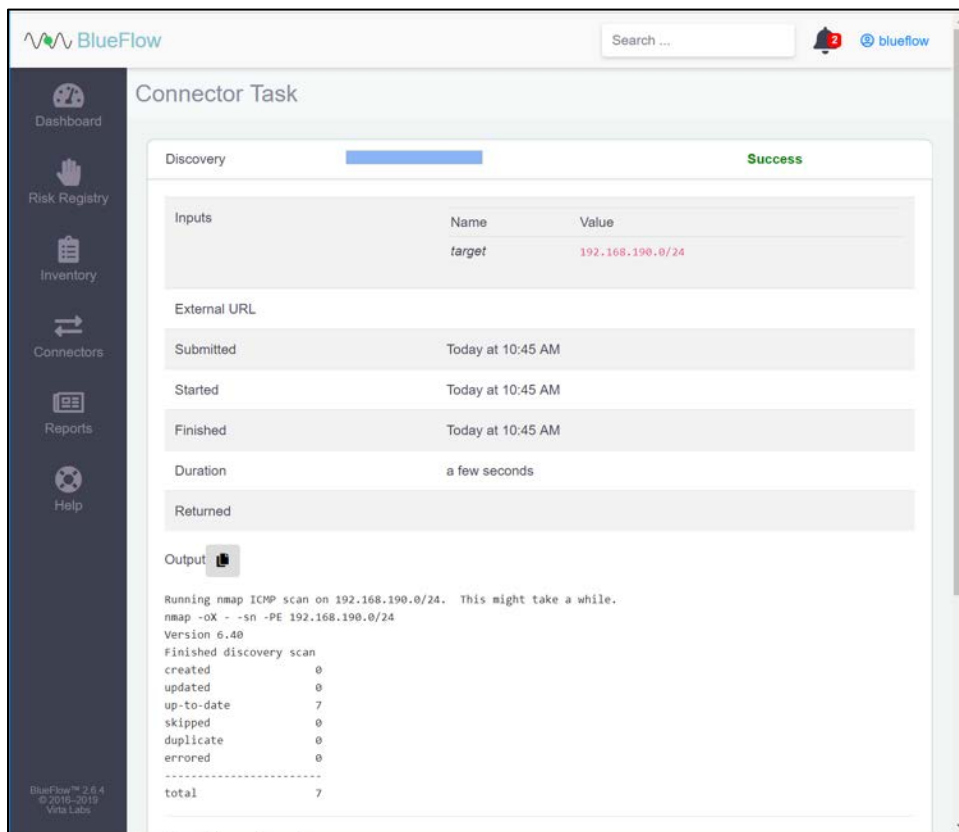 BlueFlow
Search ...
2
blueflow
Dashboard
Risk Registry
Inventory
Connectors
Reports
Help
BlueFlow™ 2.6.4
© 2016–2019
Virta Labs
Connector Task
Discovery Success
Inputs
Name Value
target 192.168.190.0/24
External URL
Submitted Today at 10:45 AM
Started Today at 10:45 AM
Finished Today at 10:45 AM
Duration a few seconds
Returned
Output
Running nmap ICMP scan on 192.168.190.0/24. This might take a while.
nmap -oX - -sn -PE 192.168.190.0/24
Version 6.40
Finished discovery scan
created 0
updated 0
up-to-date 7
skipped 0
duplicate 0
errored 0
------------------------
total 7